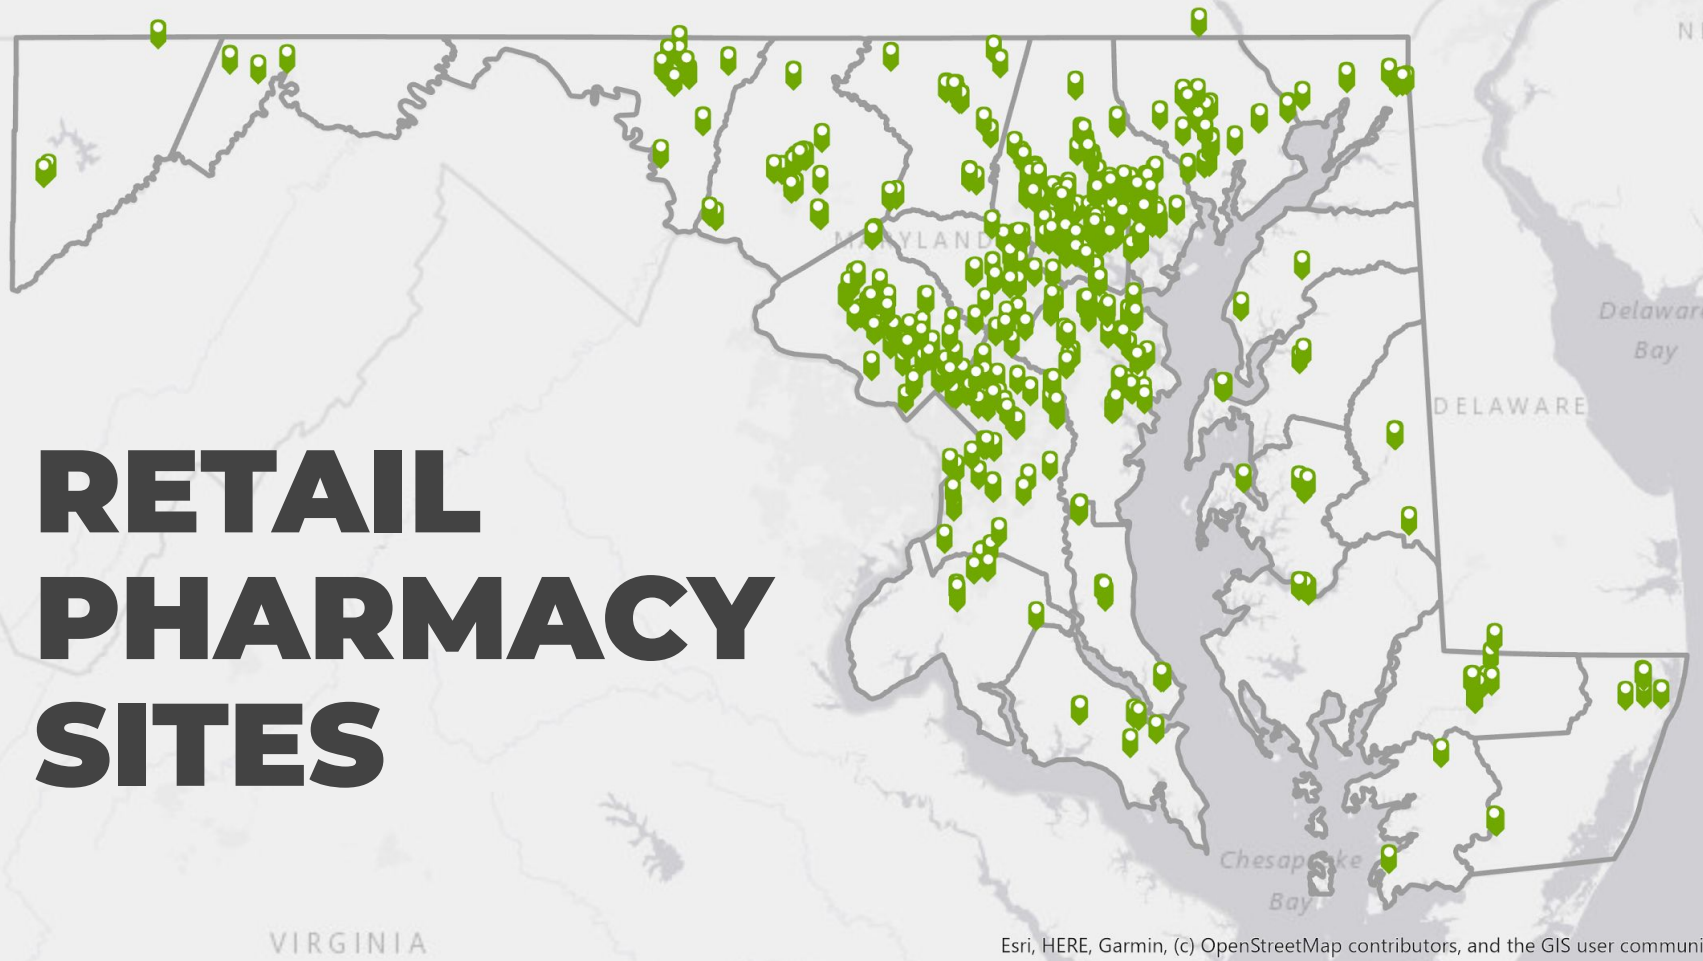 MARYLAND
Delaware
Bay
DELAWARE
RETAIL
PHARMACY
SITES
Chesapeake
Bay
VIRGINIA
Esri, HERE, Garmin, (c) OpenStreetMap contributors, and the GIS user communi